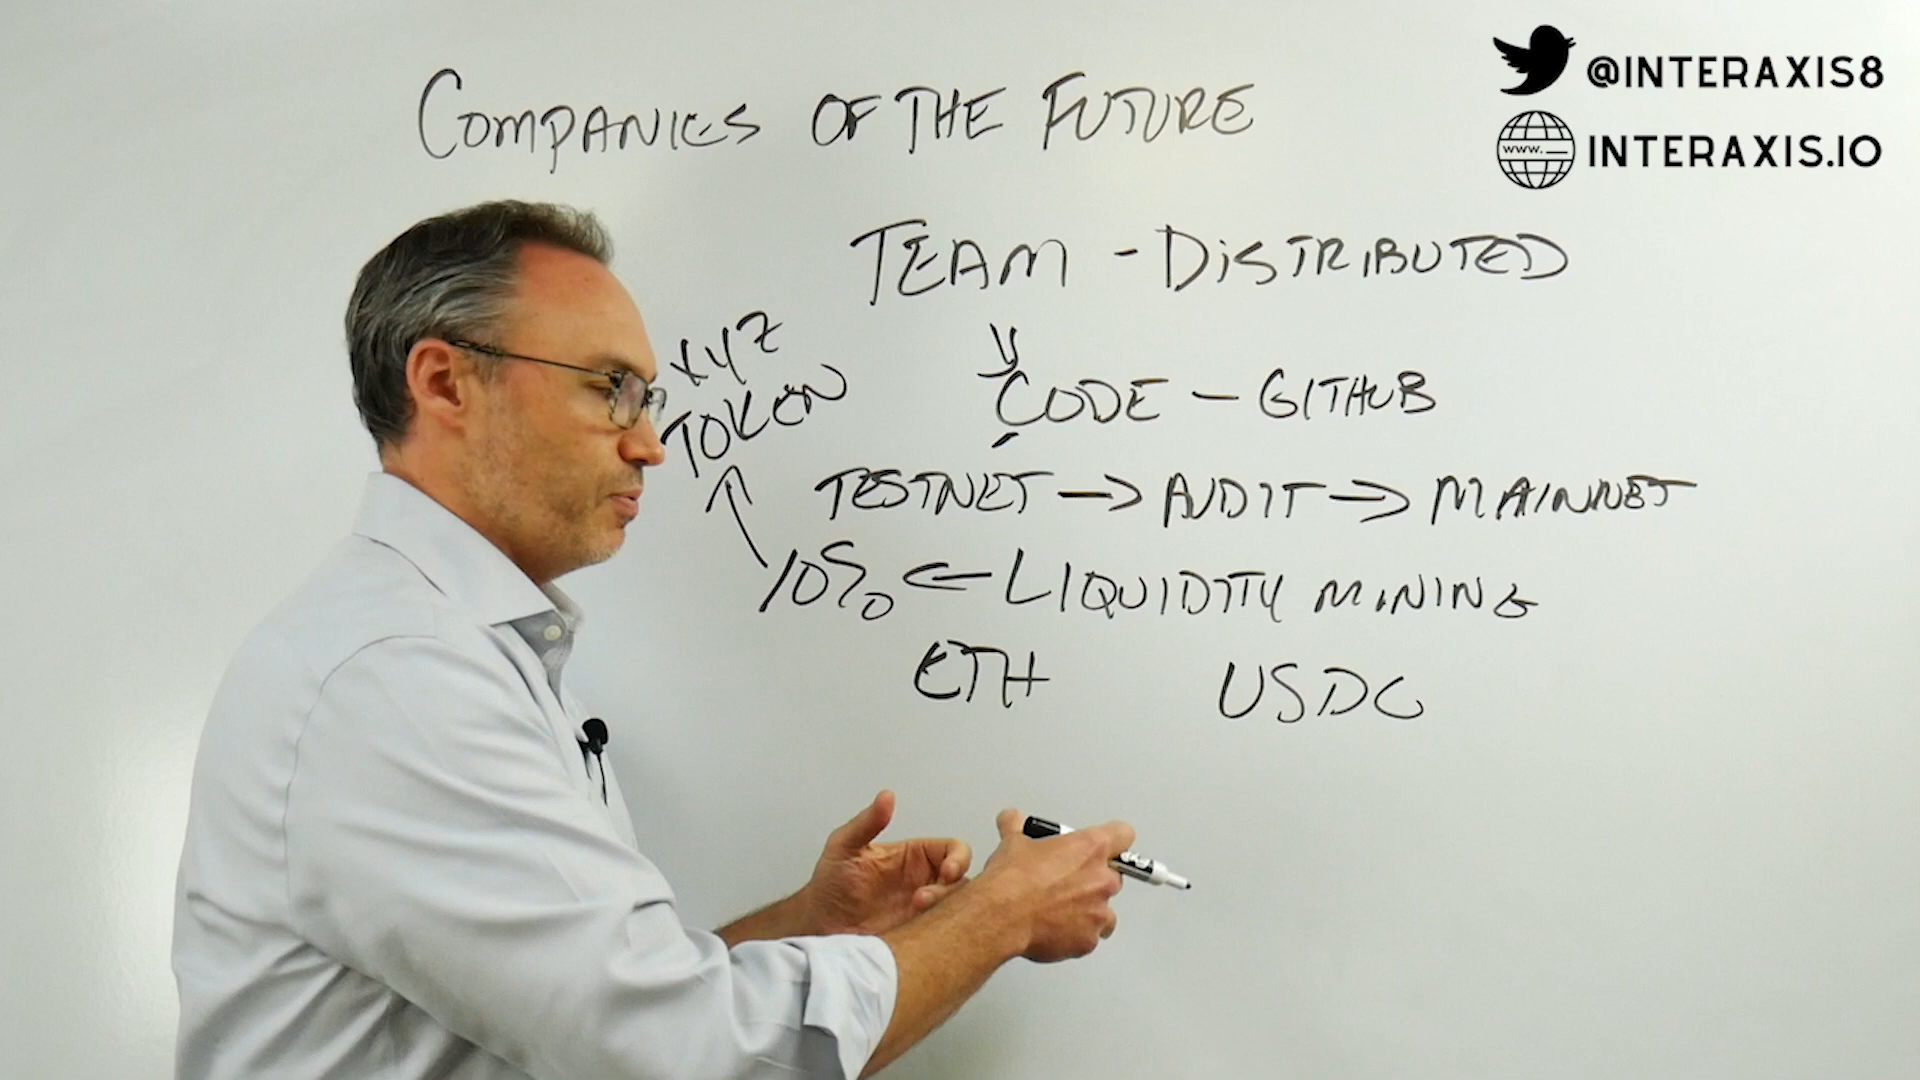 @INTERAXIS8
www.
INTERAXIS.IO
COMPANIES OF THE FUTURE
TEAM - DISTRIBUTED
XYZ
TOKEN
CODE - GITHUB
TESTNET → AUDIT → MAINNET
10% ← LIQUIDITY MINING
ETH USDC